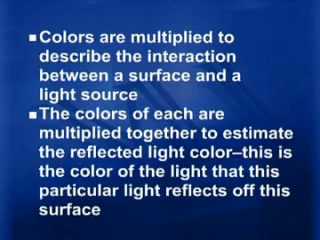 Colors are multiplied to
describe the interaction
between a surface and a
light source
The colors of each are
multiplied together to estimate
the reflected light color–this is
the color of the light that this
particular light reflects off this
surface